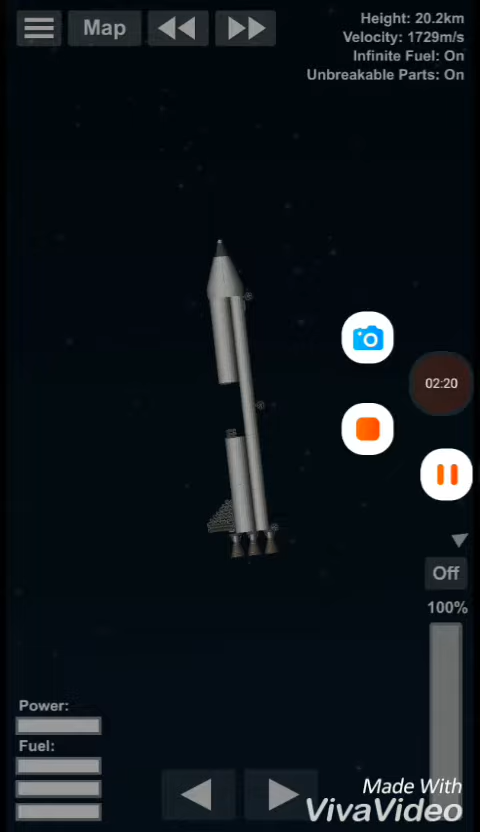 Map
Height: 20.2km
Velocity: 1729m/s
Infinite Fuel: On
Unbreakable Parts: On
02:20
Off
100%
Power:
Fuel:
Made With
VivaVideo